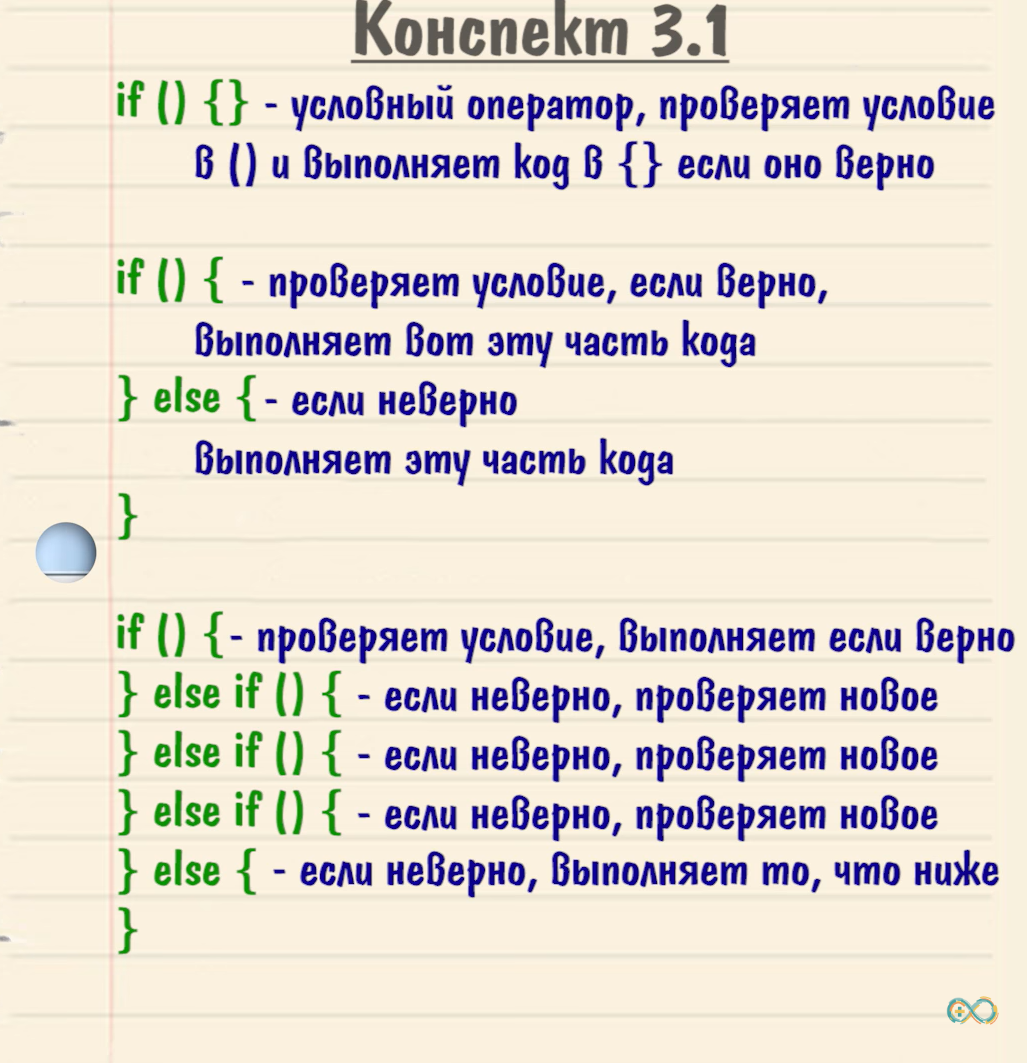 Конспект 3.1
if () {} - условный оператор, проверяет условие
в () и выполняет код в {} если оно верно
if () { - проверяет условие, если верно,
выполняет вот эту часть кода
} else { - если неверно
выполняет эту часть кода
}
if () { - проверяет условие, выполняет если верно
} else if () { - если неверно, проверяет новое
} else if () { - если неверно, проверяет новое
} else if () { - если неверно, проверяет новое
} else { - если неверно, выполняет то, что ниже
}